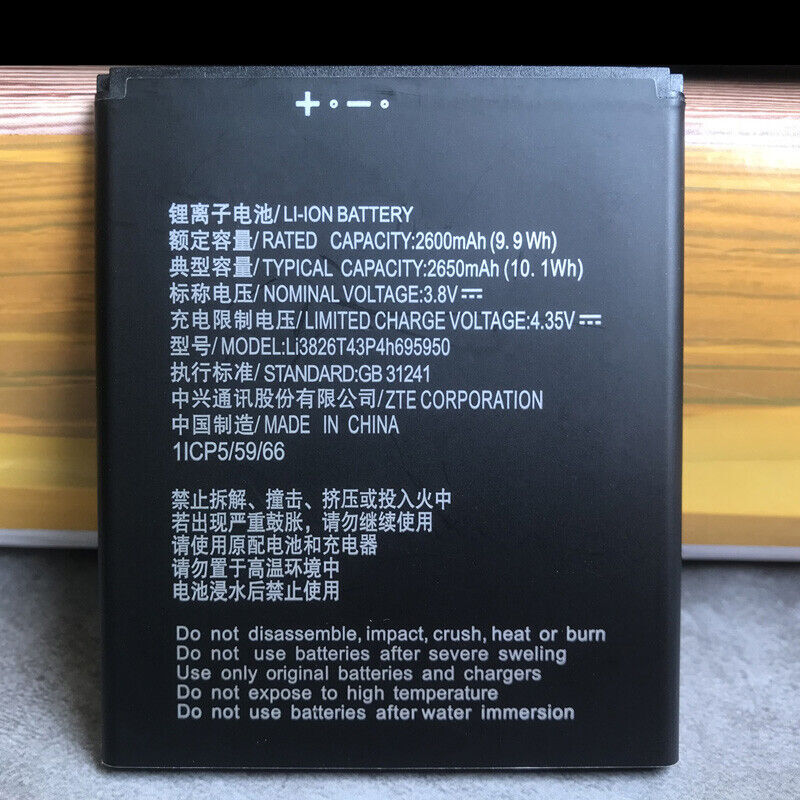 + -
锂离子电池/LI-ION BATTERY
额定容量/RATED CAPACITY:2600mAh (9.9Wh)
典型容量/TYPICAL CAPACITY:2650mAh (10.1Wh)
标称电压/NOMINAL VOLTAGE:3.8V⎓
充电限制电压/LIMITED CHARGE VOLTAGE:4.35V⎓
型号/MODEL:Li3826T43P4h695950
执行标准/STANDARD:GB 31241
中兴通讯股份有限公司/ZTE CORPORATION
中国制造/MADE IN CHINA
1ICP5/59/66
禁止拆解、撞击、挤压或投入火中
若出现严重鼓胀，请勿继续使用
请使用原配电池和充电器
请勿置于高温环境中
电池浸水后禁止使用
Do not disassemble, impact, crush, heat or burn
Do not use batteries after severe sweling
Use only original batteries and chargers
Do not expose to high temperature
Do not use batteries after water immersion